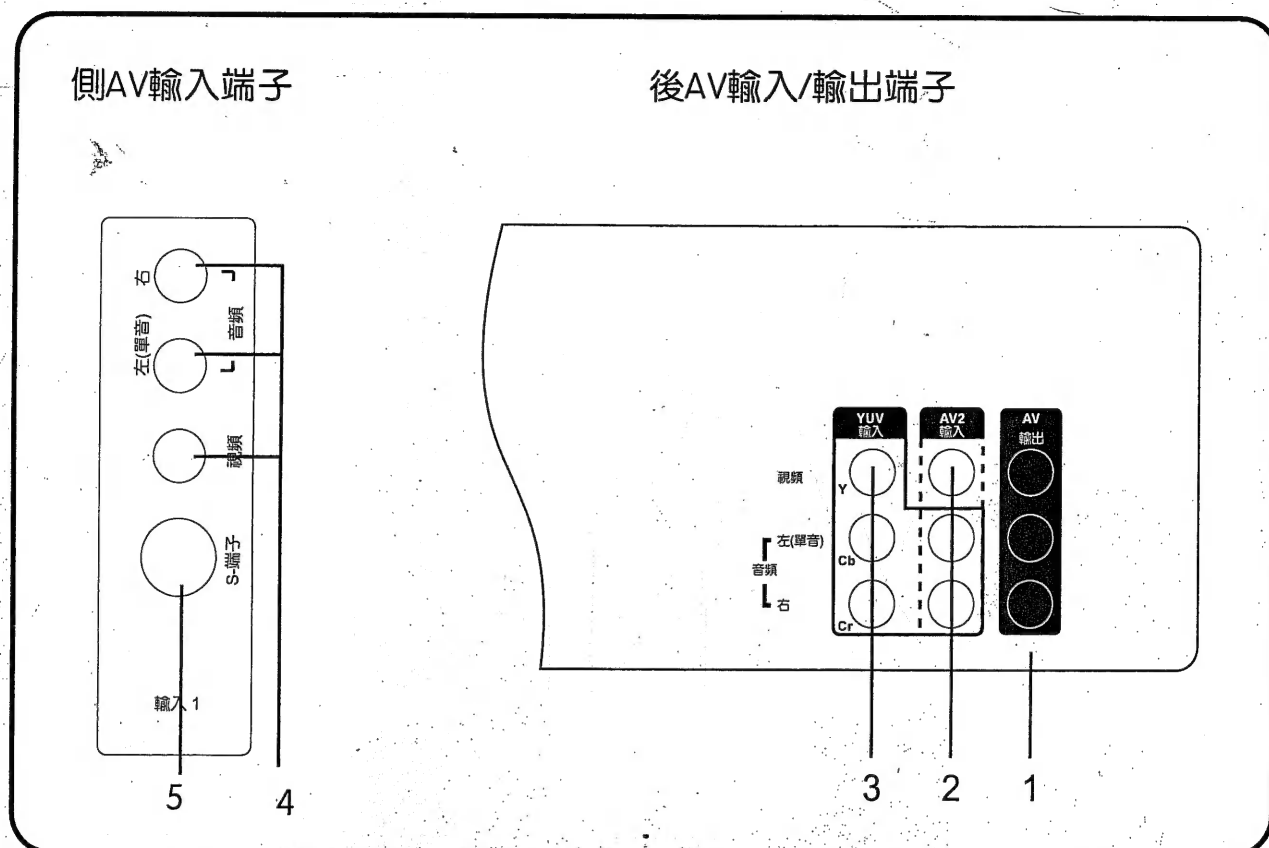 側AV輸入端子
後AV輸入/輸出端子
右
左(單音)
音頻
視頻
S-端子
輸入 1
5
4
YUV
輸入
AV2
輸入
AV
輸出
視頻
Y
左(單音)
Cb
音頻
右
Cr
3
2
1